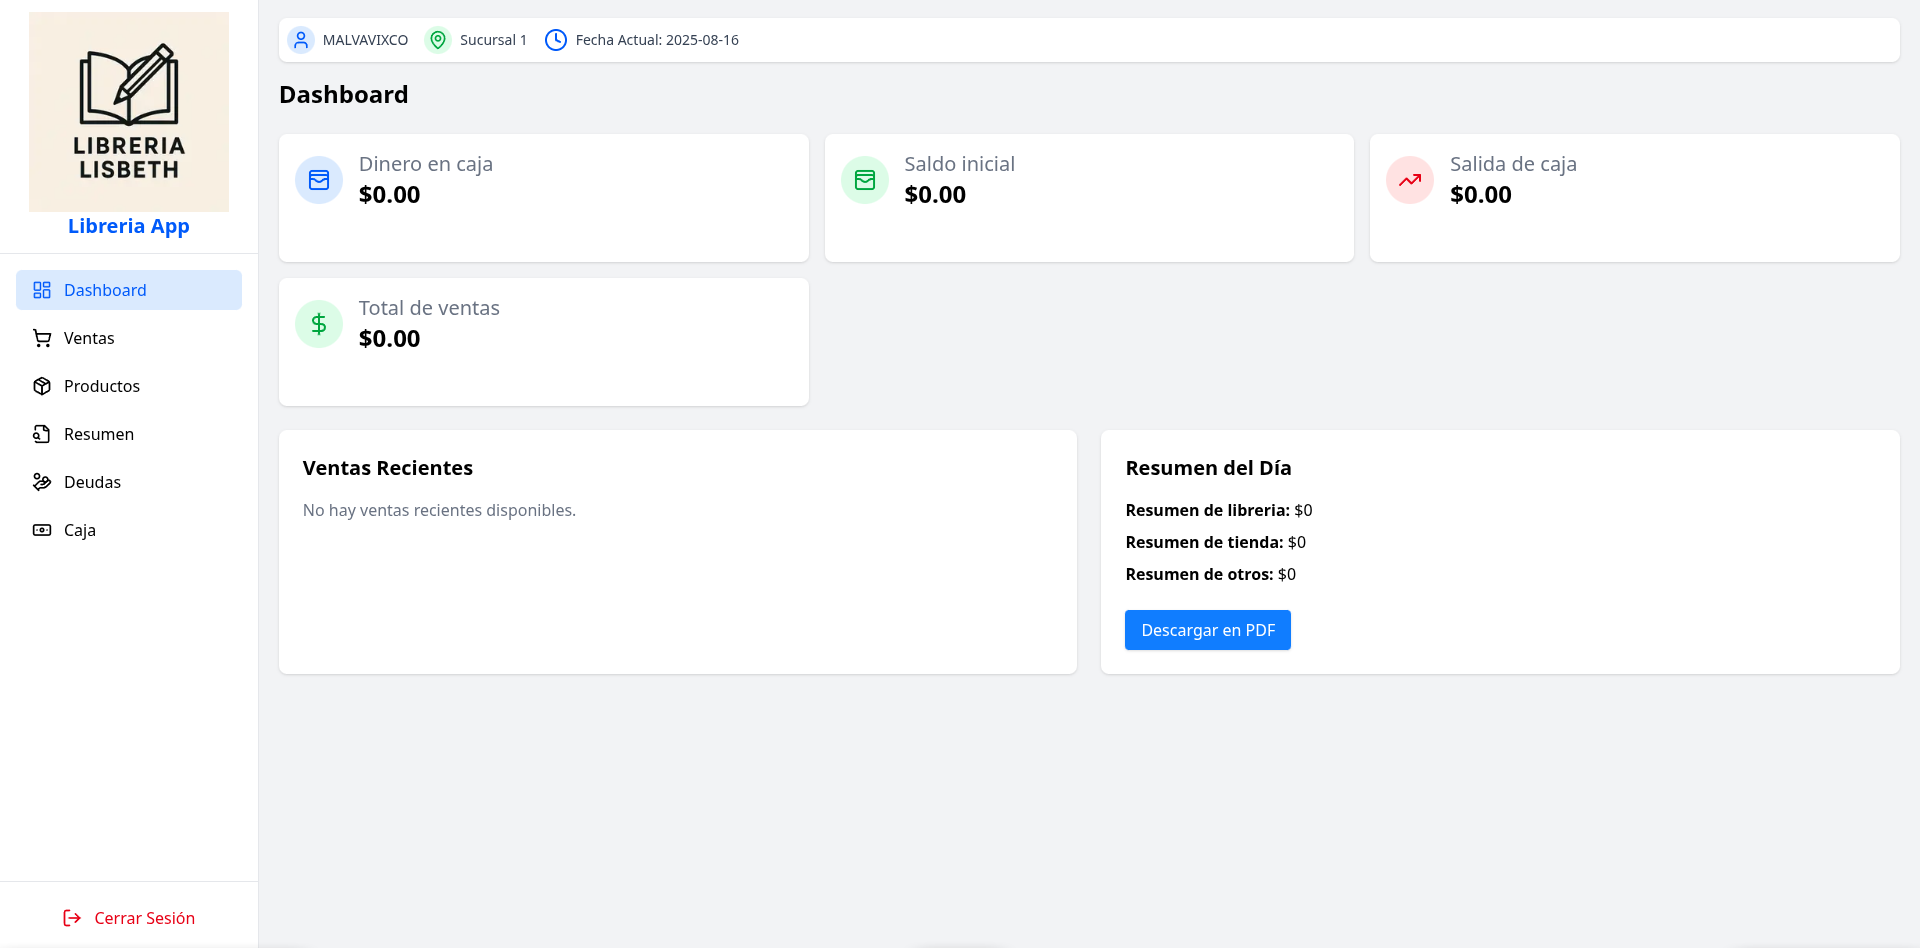 LIBRERIA
LISBETH
Libreria App
Dashboard
Ventas
Productos
Resumen
Deudas
Caja
Cerrar Sesión
MALVAVIXCO Sucursal 1 Fecha Actual: 2025-08-16
Dashboard
Dinero en caja
$0.00
Saldo inicial
$0.00
Salida de caja
$0.00
Total de ventas
$0.00
Ventas Recientes
No hay ventas recientes disponibles.
Resumen del Día
Resumen de libreria: $0
Resumen de tienda: $0
Resumen de otros: $0
Descargar en PDF